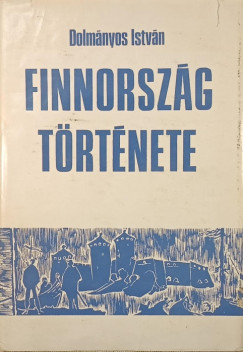 Dolmányos István
FINNORSZÁG
TÖRTÉNETE